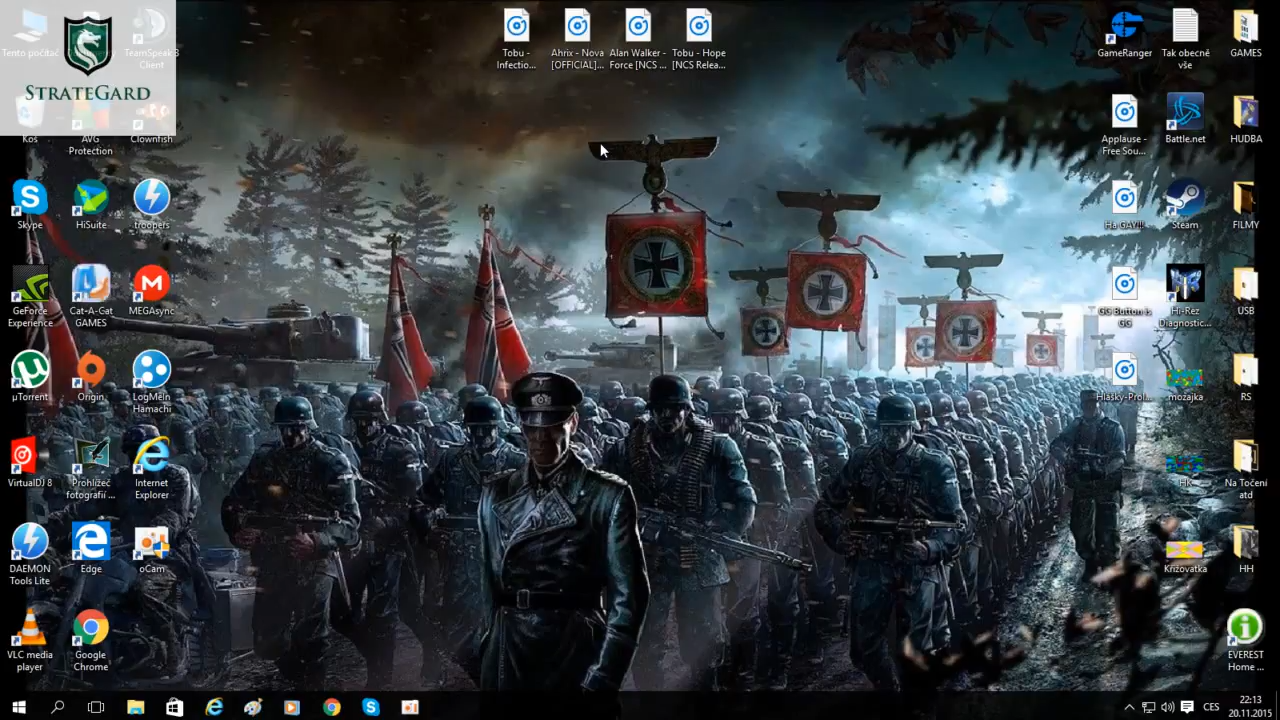 Tento počítač
TeamSpeak 3
Client
STRATEGARD
Koš
AVG
Protection
Clownfish
Skype
HiSuite
troopers
GeForce
Experience
Cat-A-Gat
GAMES
MEGAsync
µTorrent
Origin
LogMeIn
Hamachi
VirtualDJ 8
Prohlížeč
fotografií ...
Internet
Explorer
DAEMON
Tools Lite
Edge
oCam
VLC media
player
Google
Chrome
Tobu -
Infectio...
Ahrix - Nova
[OFFICIAL]...
Alan Walker -
Force [NCS ...
Tobu - Hope
[NCS Relea...
GameRanger
Tak obecné
vše
GAMES
Applause -
Free Sou...
Battle.net
HUDBA
Ha GAY!!!
Steam
FILMY
GG Button is
GG
Hi-Rez
Diagnostic...
USB
Hlášky-Prol...
mozajka
RS
HK
Na Točení
atd
Křižovatka
HH
EVEREST
Home ...
CES
22:13
20.11.2015